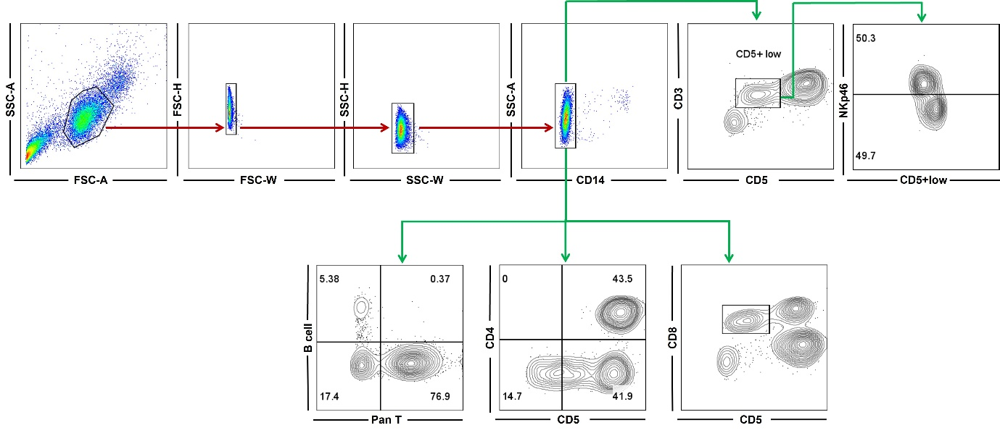 SSC-A
FSC-A
FSC-H
FSC-W
SSC-H
SSC-W
SSC-A
CD14
CD3
CD5+ low
CD5
NKp46
50.3
49.7
CD5+low
B cell
5.38
0.37
17.4
76.9
Pan T
CD4
0
43.5
14.7
41.9
CD5
CD8
CD5